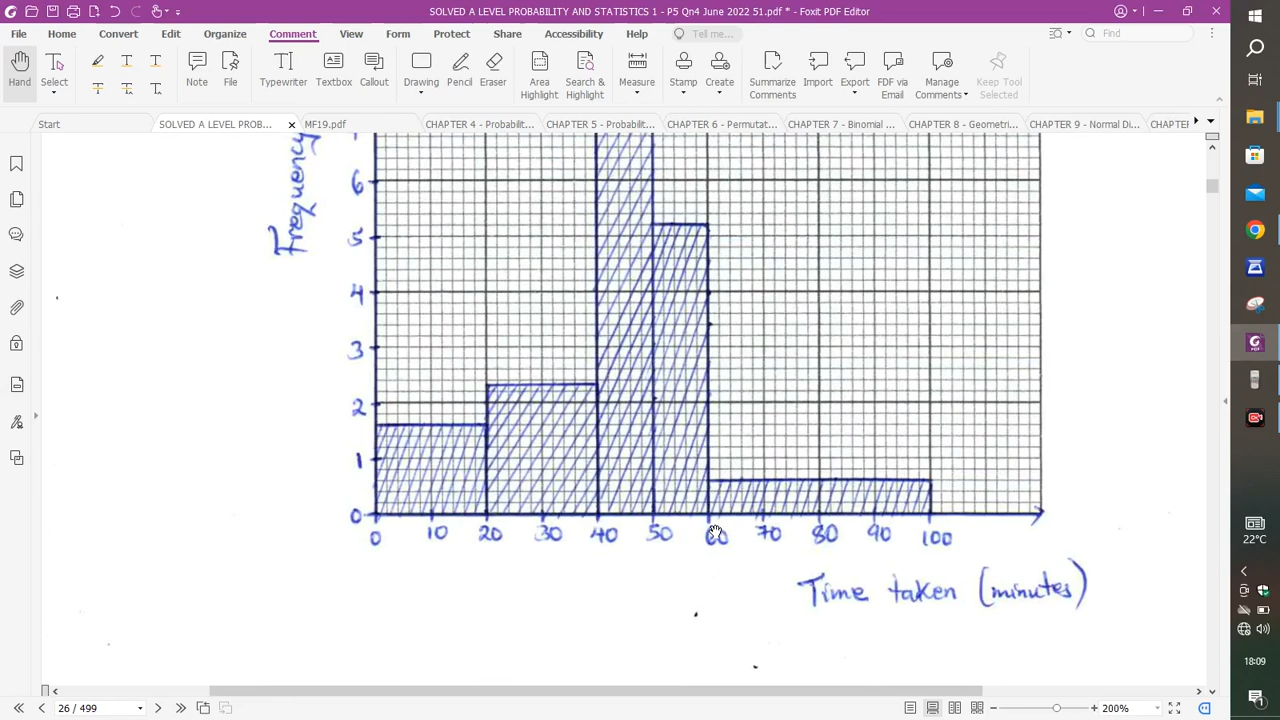 SOLVED A LEVEL PROBABILITY AND STATISTICS 1 - P5 Qn4 June 2022 51.pdf * - Foxit PDF Editor
File Home Convert Edit Organize Comment View Form Protect Share Accessibility Help Tell me... Find
Hand Select Note File Typewriter Textbox Callout Drawing Pencil Eraser Area Highlight Search & Highlight Measure Stamp Create Summarize Comments Import Export FDF via Email Manage Comments Keep Tool Selected
Start SOLVED A LEVEL PROB... MF19.pdf CHAPTER 4 - Probabilit... CHAPTER 5 - Probabilit... CHAPTER 6 - Permutat... CHAPTER 7 - Binomial ... CHAPTER 8 - Geometri... CHAPTER 9 - Normal Di... CHAPTE
Frequency
6
5
4
3
2
1
0
0 10 20 30 40 50 60 70 80 90 100
Time taken (minutes)
26 / 499
200%
22°C
18:09